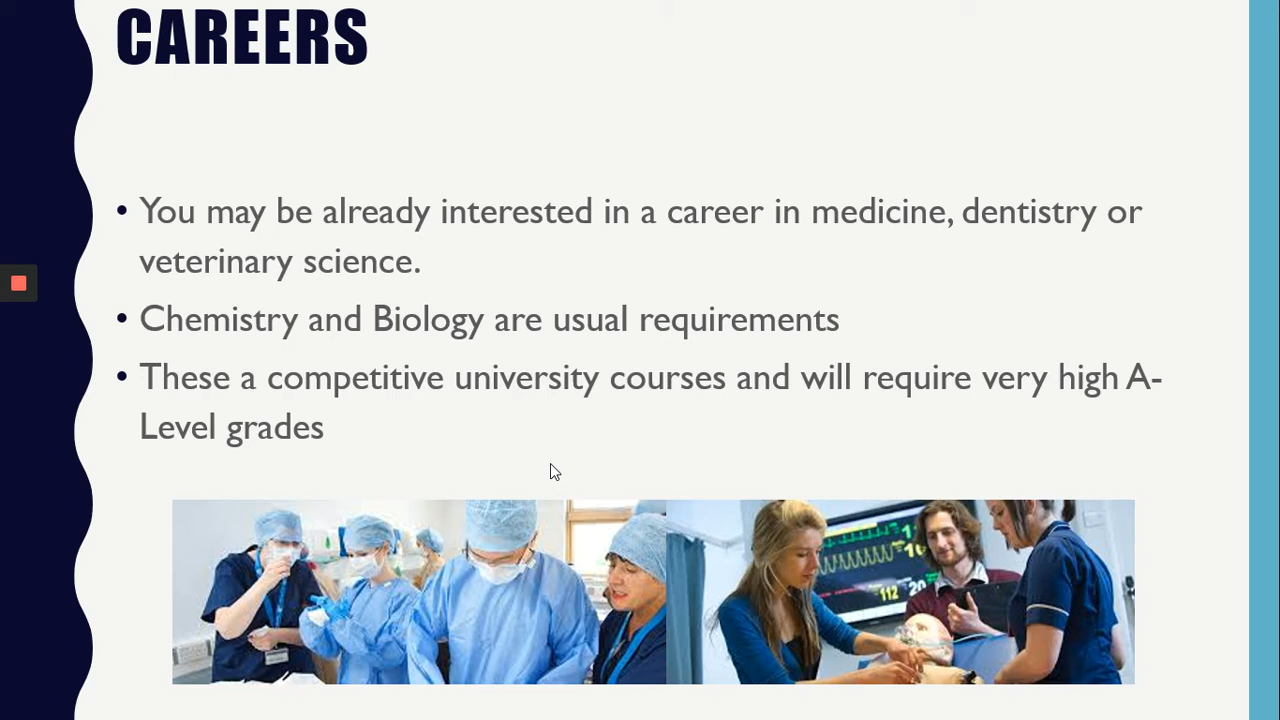 CAREERS
• You may be already interested in a career in medicine, dentistry or
veterinary science.
• Chemistry and Biology are usual requirements
• These a competitive university courses and will require very high A-
Level grades
112